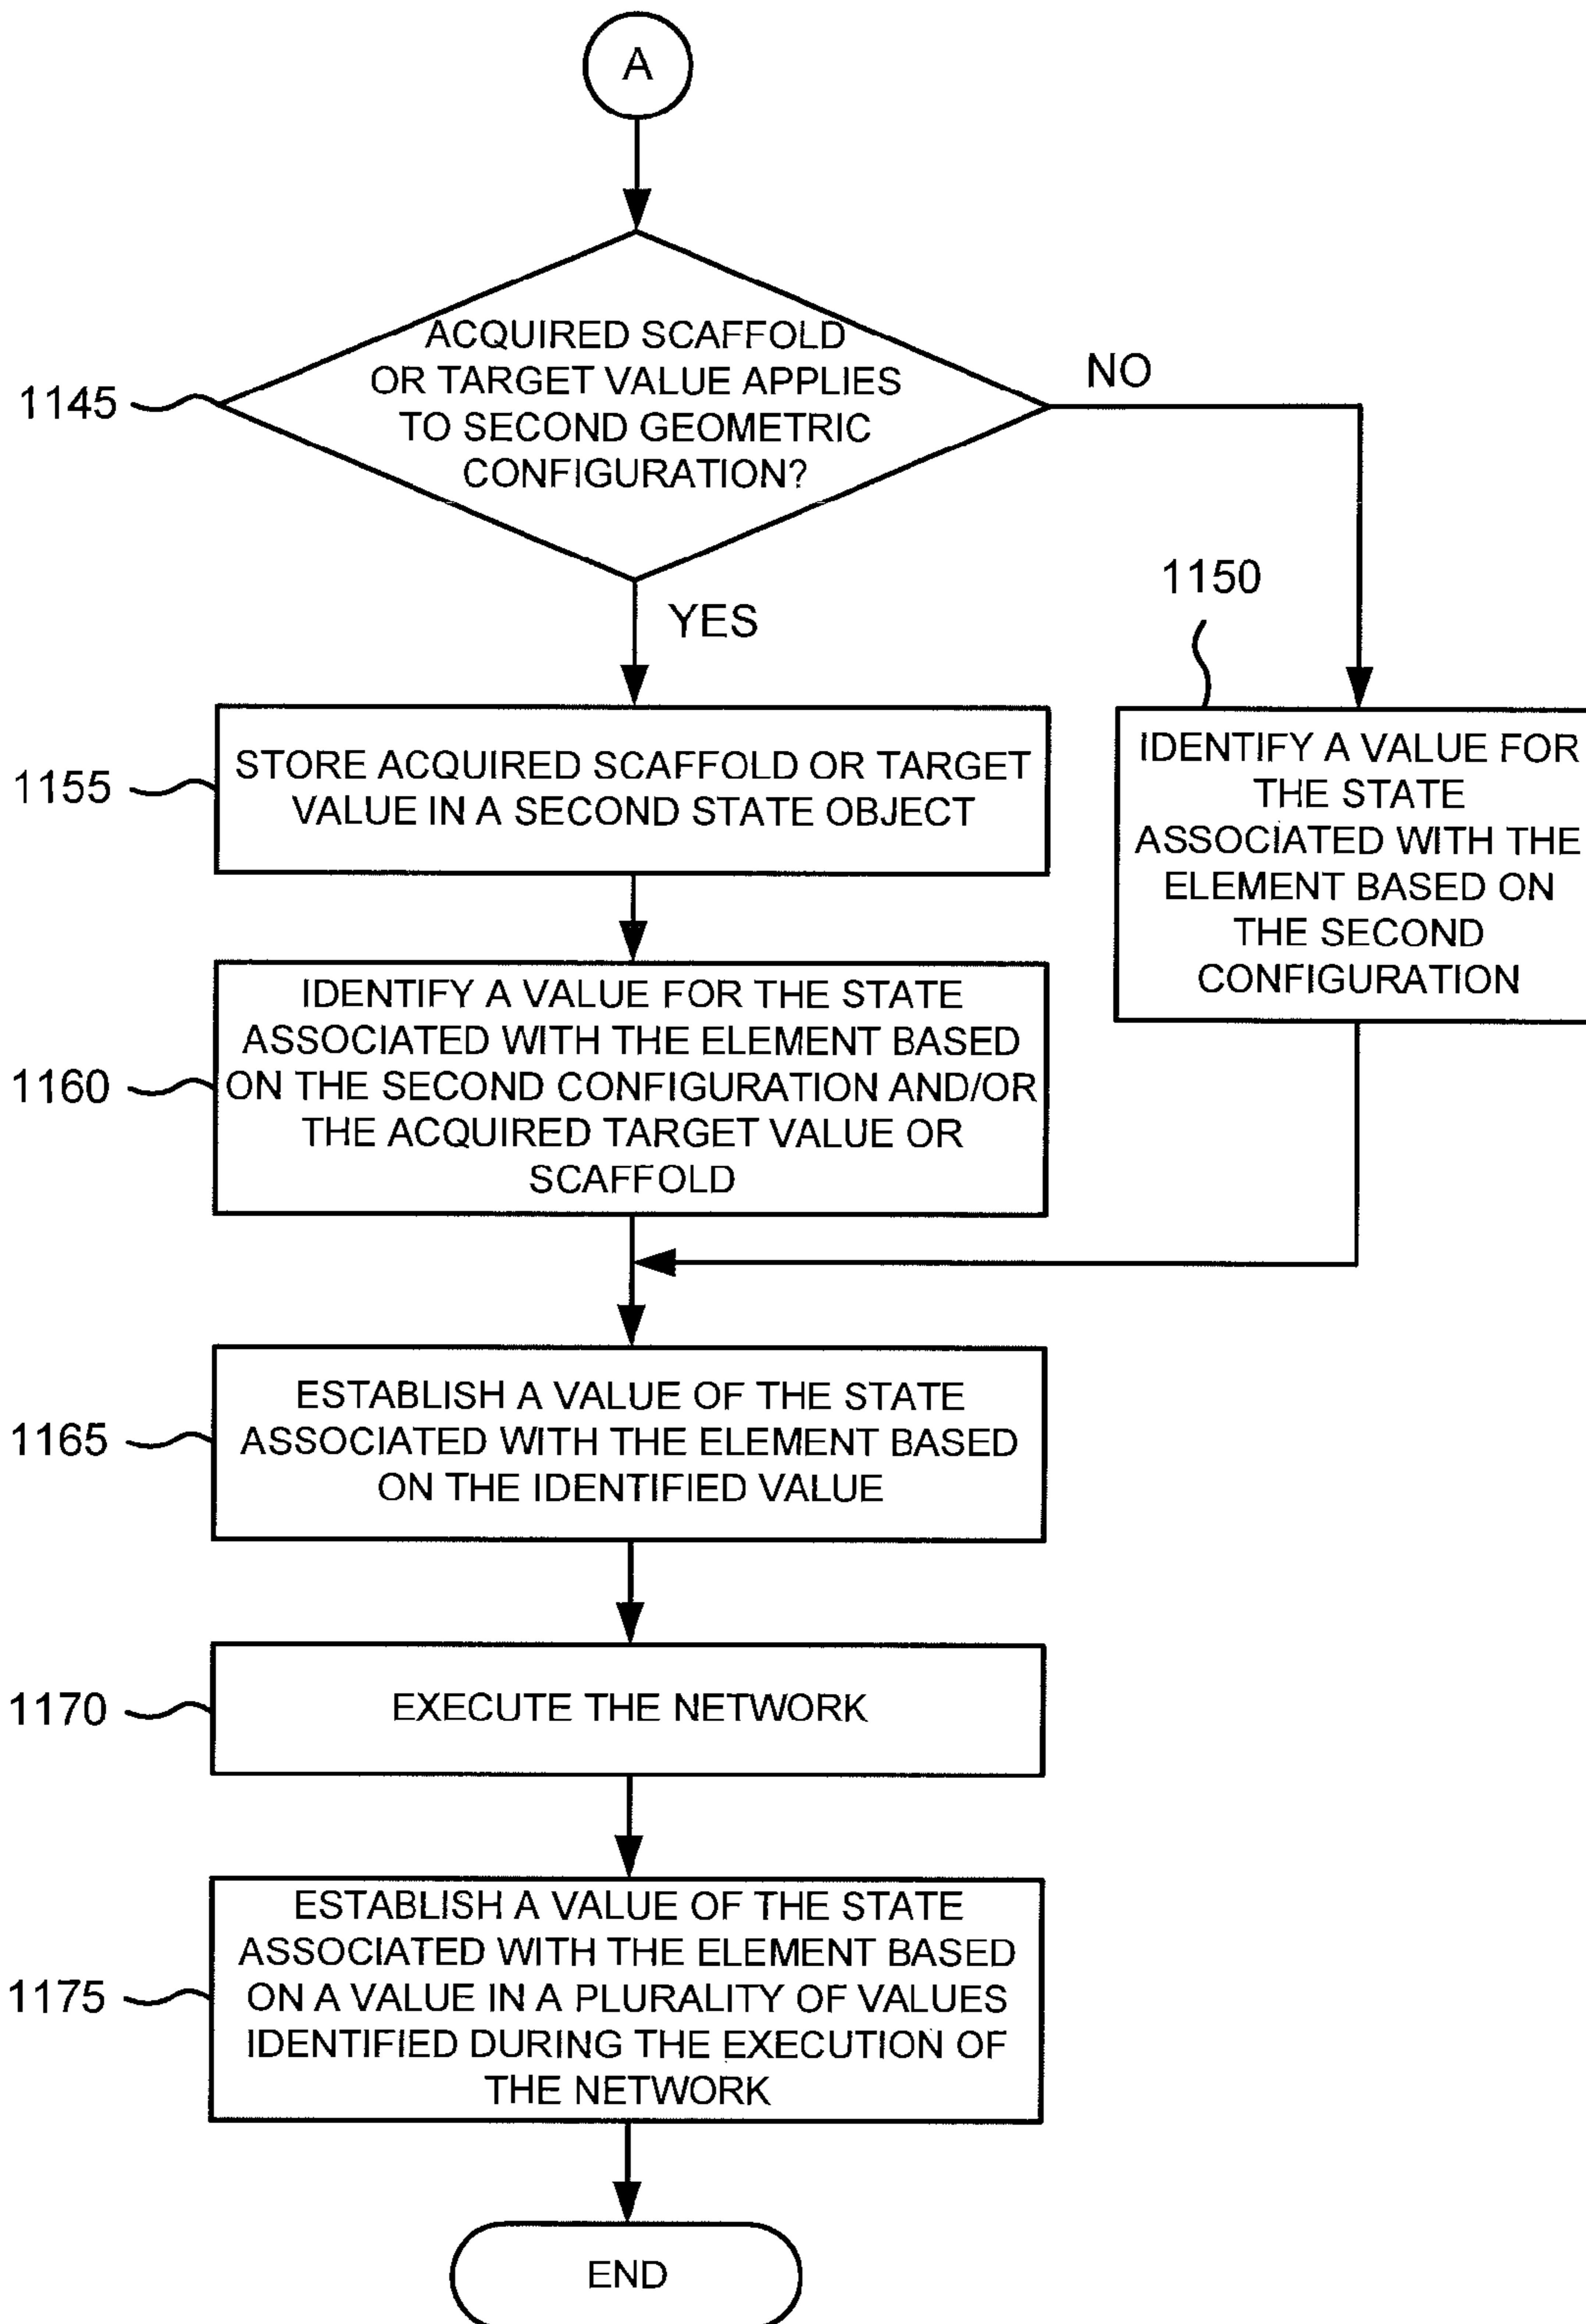 A
ACQUIRED SCAFFOLD
OR TARGET VALUE APPLIES
TO SECOND GEOMETRIC
CONFIGURATION?
1145
NO
YES
1150
IDENTIFY A VALUE FOR
THE STATE
ASSOCIATED WITH THE
ELEMENT BASED ON
THE SECOND
CONFIGURATION
1155
STORE ACQUIRED SCAFFOLD OR TARGET
VALUE IN A SECOND STATE OBJECT
1160
IDENTIFY A VALUE FOR THE STATE
ASSOCIATED WITH THE ELEMENT BASED
ON THE SECOND CONFIGURATION AND/OR
THE ACQUIRED TARGET VALUE OR
SCAFFOLD
1165
ESTABLISH A VALUE OF THE STATE
ASSOCIATED WITH THE ELEMENT BASED
ON THE IDENTIFIED VALUE
1170
EXECUTE THE NETWORK
1175
ESTABLISH A VALUE OF THE STATE
ASSOCIATED WITH THE ELEMENT BASED
ON A VALUE IN A PLURALITY OF VALUES
IDENTIFIED DURING THE EXECUTION OF
THE NETWORK
END